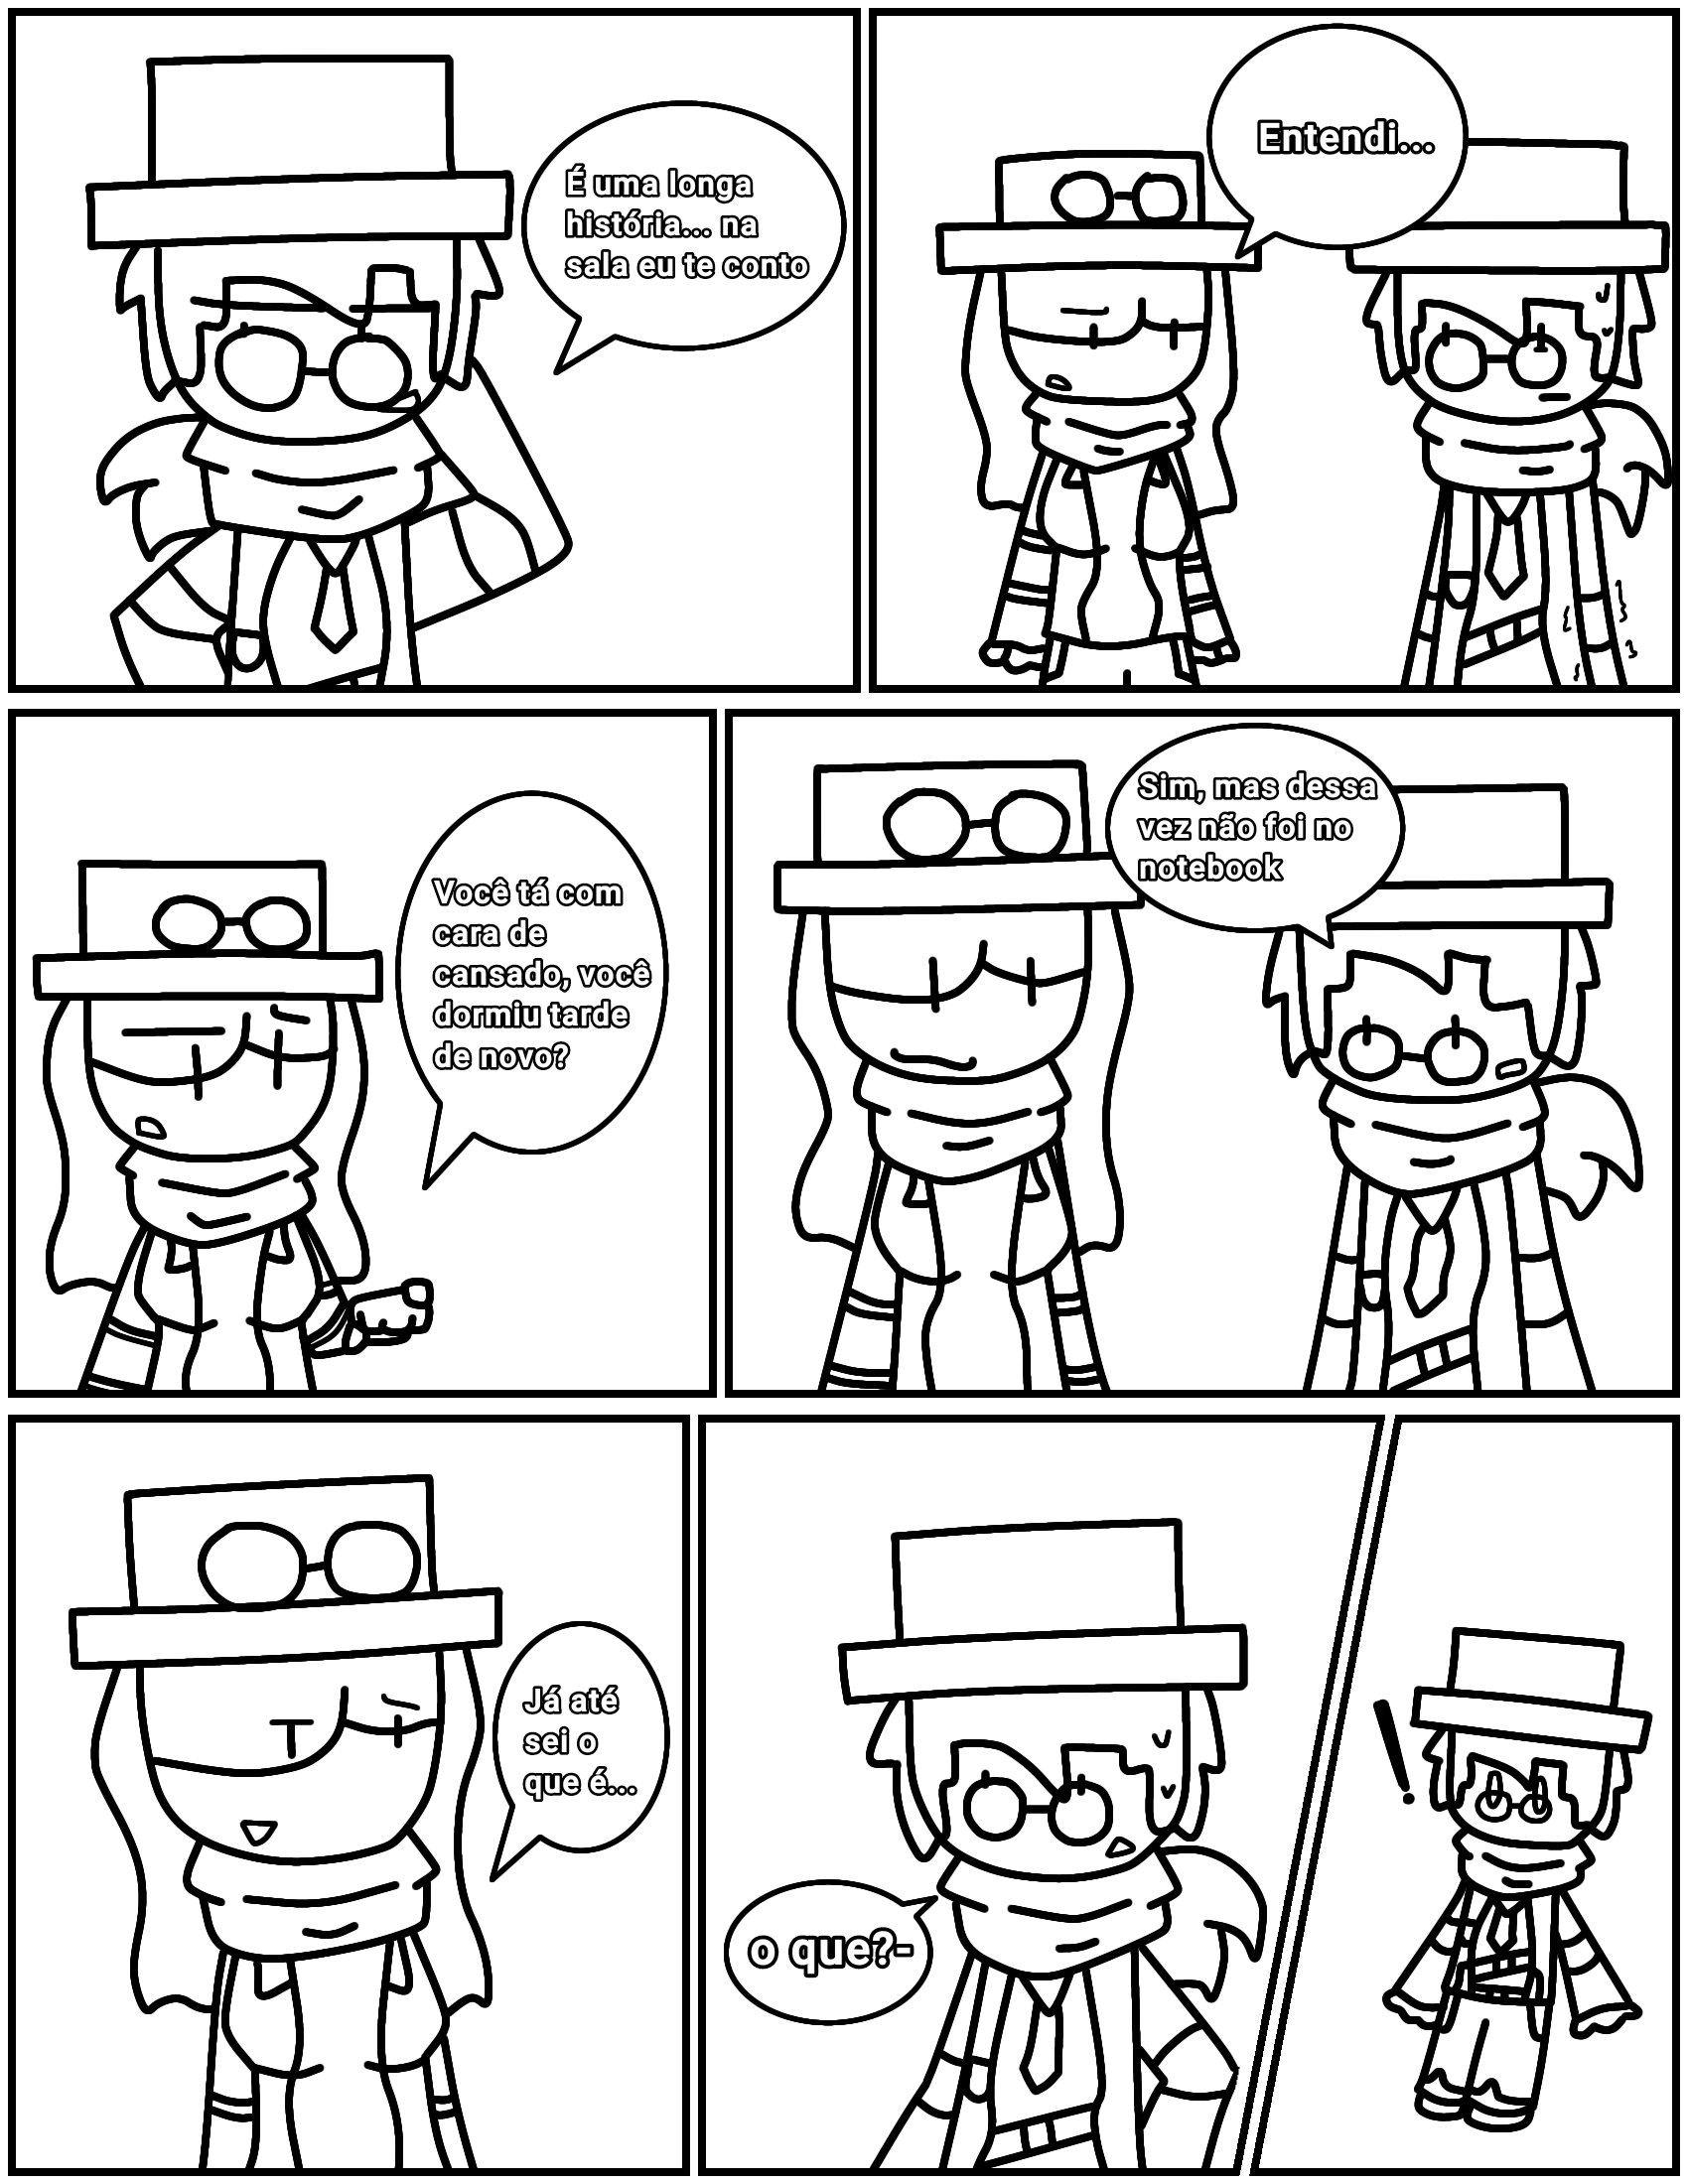 É uma longa
história... na
sala eu te conto
Entendi...
Você tá com
cara de
cansado, você
dormiu tarde
de novo?
Sim, mas dessa
vez não foi no
notebook
Já até
sei o
que é...
o que?-
!